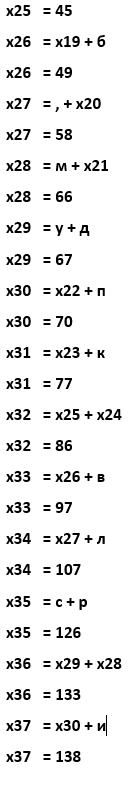 x25 = 45
x26 = x19 + б
x26 = 49
x27 = , + x20
x27 = 58
x28 = м + x21
x28 = 66
x29 = у + д
x29 = 67
x30 = x22 + п
x30 = 70
x31 = x23 + к
x31 = 77
x32 = x25 + x24
x32 = 86
x33 = x26 + в
x33 = 97
x34 = x27 + л
x34 = 107
x35 = с + р
x35 = 126
x36 = x29 + x28
x36 = 133
x37 = x30 + и
x37 = 138